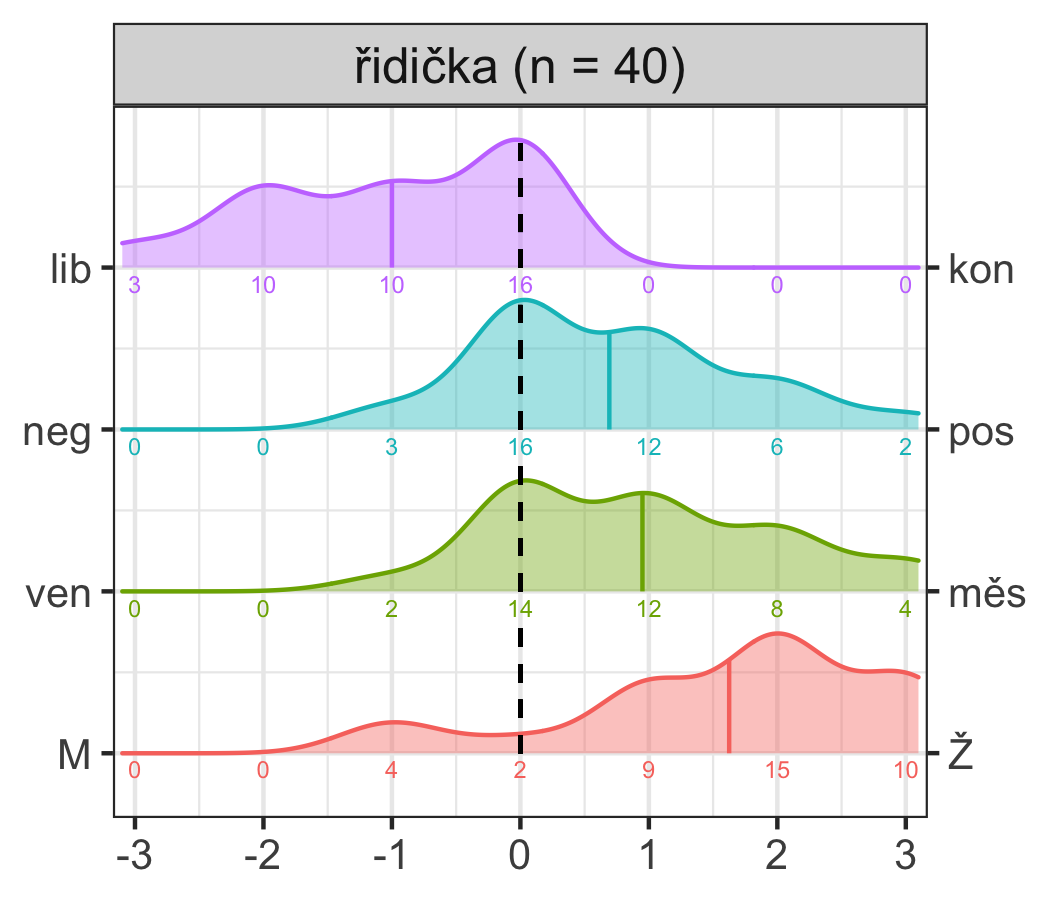 řidička (n = 40)
lib kon
3 10 10 16 0 0 0
neg pos
0 0 3 16 12 6 2
ven měs
0 0 2 14 12 8 4
M Ž
0 0 4 2 9 15 10
-3 -2 -1 0 1 2 3